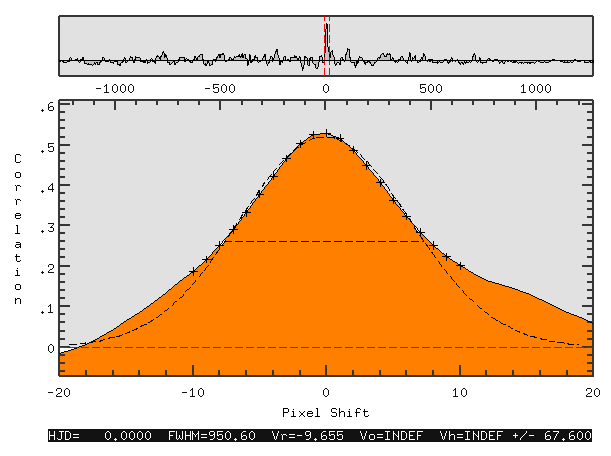 -1000 -500 0 500 1000
.6
.5
.4
.3
.2
.1
0
Correlation
-20 -10 0 10 20
Pixel Shift
HJD= 0.0000 FWHM=950.60 Vr=-9.655 Vo=INDEF Vh=INDEF +/- 67.600